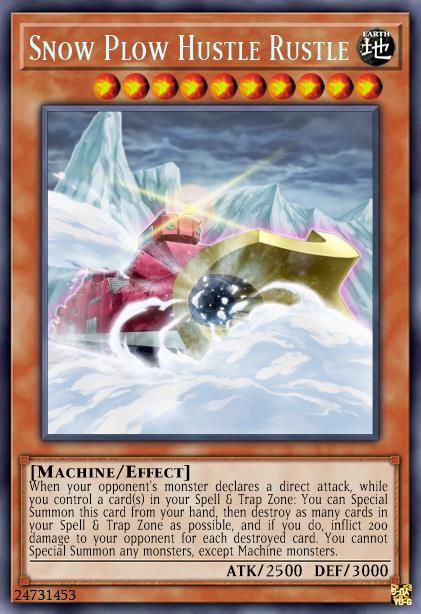 SNOW PLOW HUSTLE RUSTLE
EARTH
地
[MACHINE/EFFECT]
When your opponent's monster declares a direct attack, while
you control a card(s) in your Spell & Trap Zone: You can Special
Summon this card from your hand, then destroy as many cards in
your Spell & Trap Zone as possible, and if you do, inflict 200
damage to your opponent for each destroyed card. You cannot
Special Summon any monsters, except Machine monsters.
ATK/2500 DEF/3000
24731453